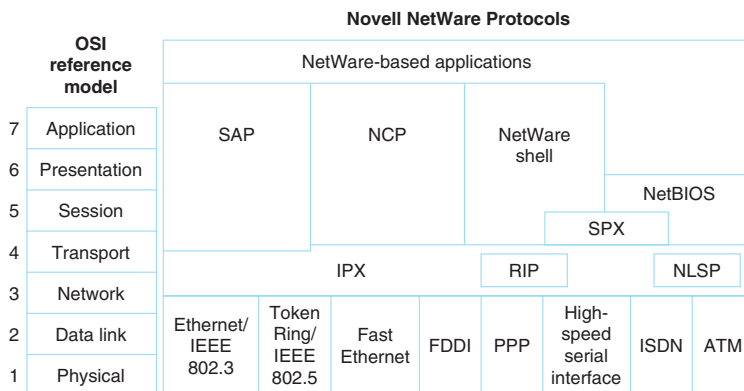 Novell NetWare Protocols
OSI
reference
model
NetWare-based applications
7 Application
6 Presentation
5 Session
4 Transport
3 Network
2 Data link
1 Physical
SAP
NCP
NetWare
shell
NetBIOS
SPX
IPX
RIP
NLSP
Ethernet/
IEEE
802.3
Token
Ring/
IEEE
802.5
Fast
Ethernet
FDDI
PPP
High-
speed
serial
interface
ISDN
ATM